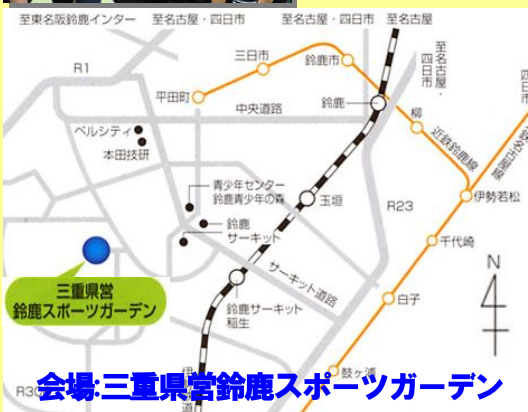 至東名阪鈴鹿インター
至名古屋・四日市
至名古屋・四日市
至名古屋
至名古屋・
四日市
R1
三日市
鈴鹿市
平田町
中央道路
鈴鹿
柳
近鉄鈴鹿線
ベルシティ
本田技研
青少年センター
鈴鹿青少年の森
玉垣
伊勢若松
R23
鈴鹿
サーキット
千代崎
サーキット道路
N
三重県営
鈴鹿スポーツガーデン
鈴鹿サーキット
稲生
白子
鼓ヶ浦
会場:三重県営鈴鹿スポーツガーデン